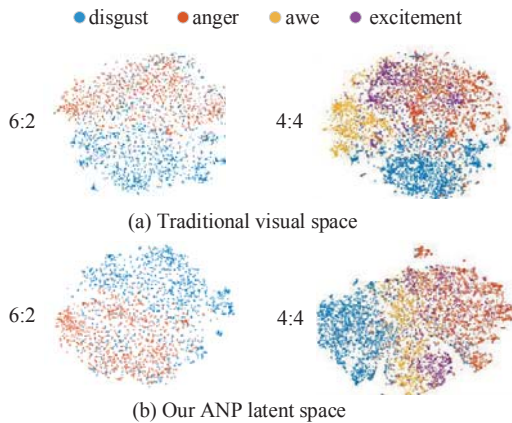 disgust anger awe excitement
6:2 4:4
(a) Traditional visual space
6:2 4:4
(b) Our ANP latent space